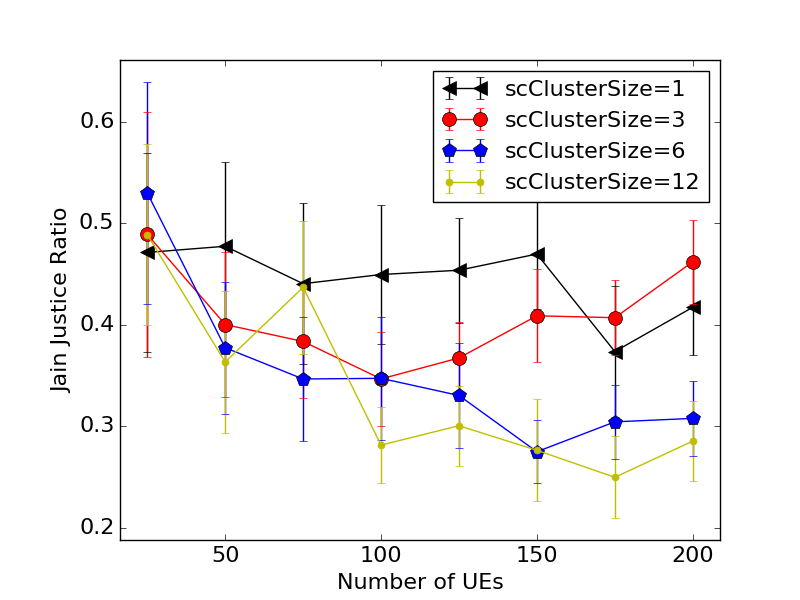 scClusterSize=1
scClusterSize=3
scClusterSize=6
scClusterSize=12
0.6
0.5
0.4
0.3
0.2
Jain Justice Ratio
50
100
150
200
Number of UEs